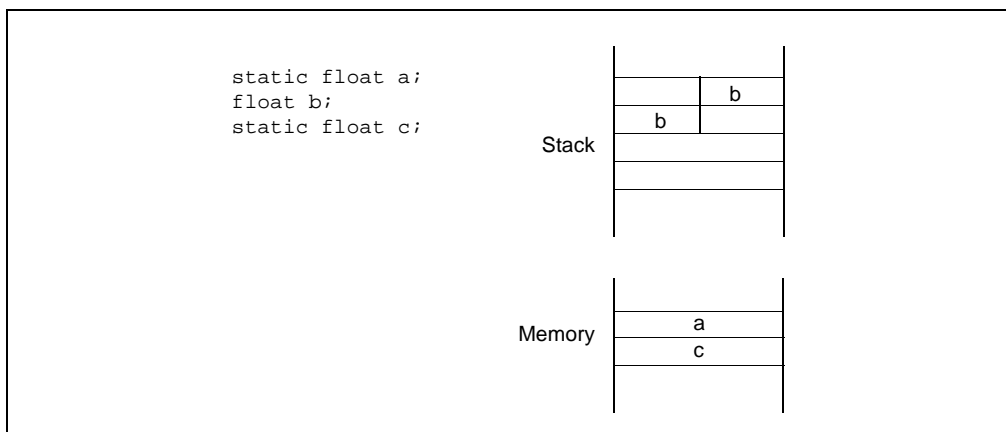 static float a;
float b;
static float c;
b
b
Stack
a
Memory
c